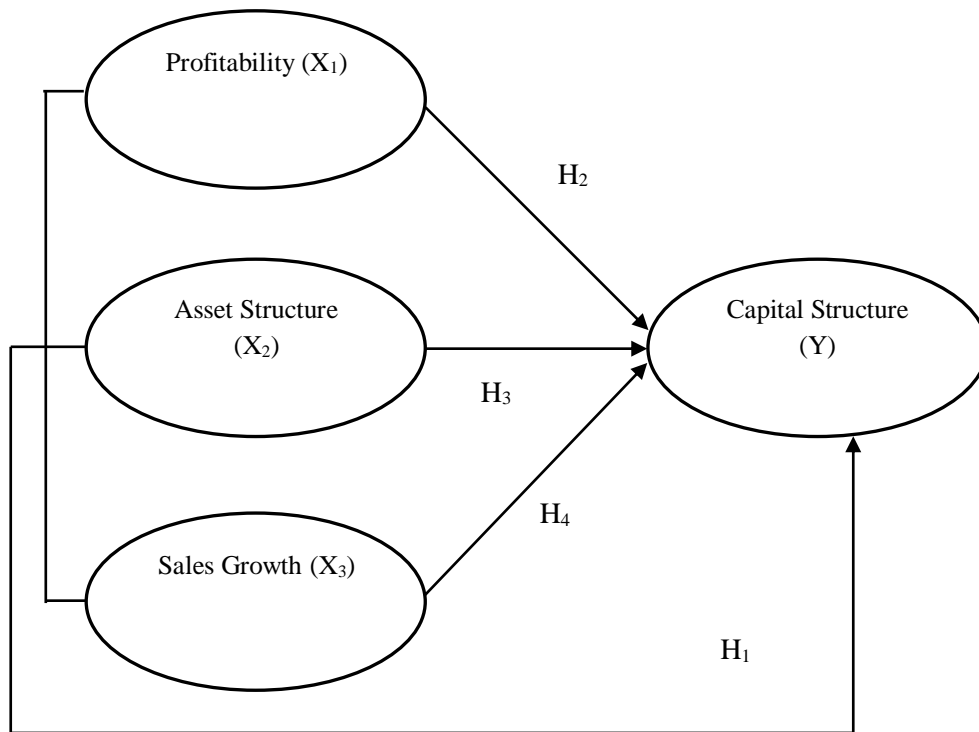 Profitability (X₁)
H₂
Asset Structure
(X₂)
Capital Structure
(Y)
H₃
H₄
Sales Growth (X₃)
H₁